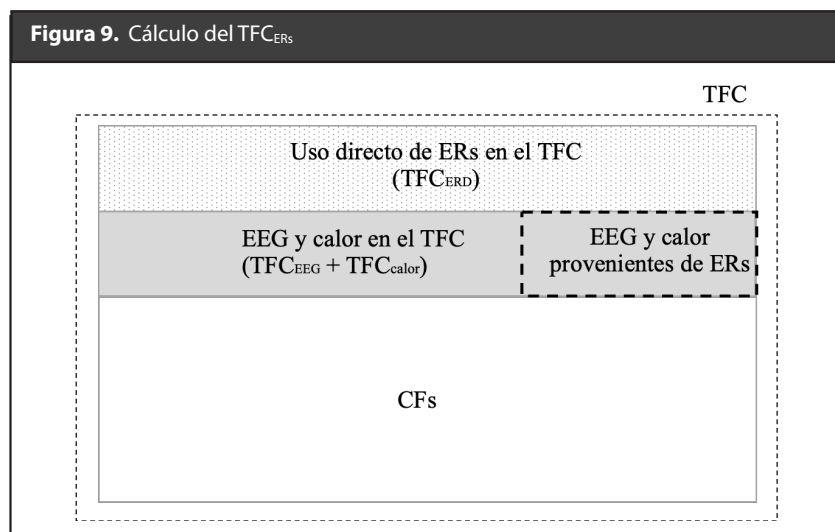 Figura 9. Cálculo del TFCERs
TFC
Uso directo de ERs en el TFC
(TFCERD)
EEG y calor en el TFC
(TFCEEG + TFCcalor)
EEG y calor
provenientes de ERs
CFs